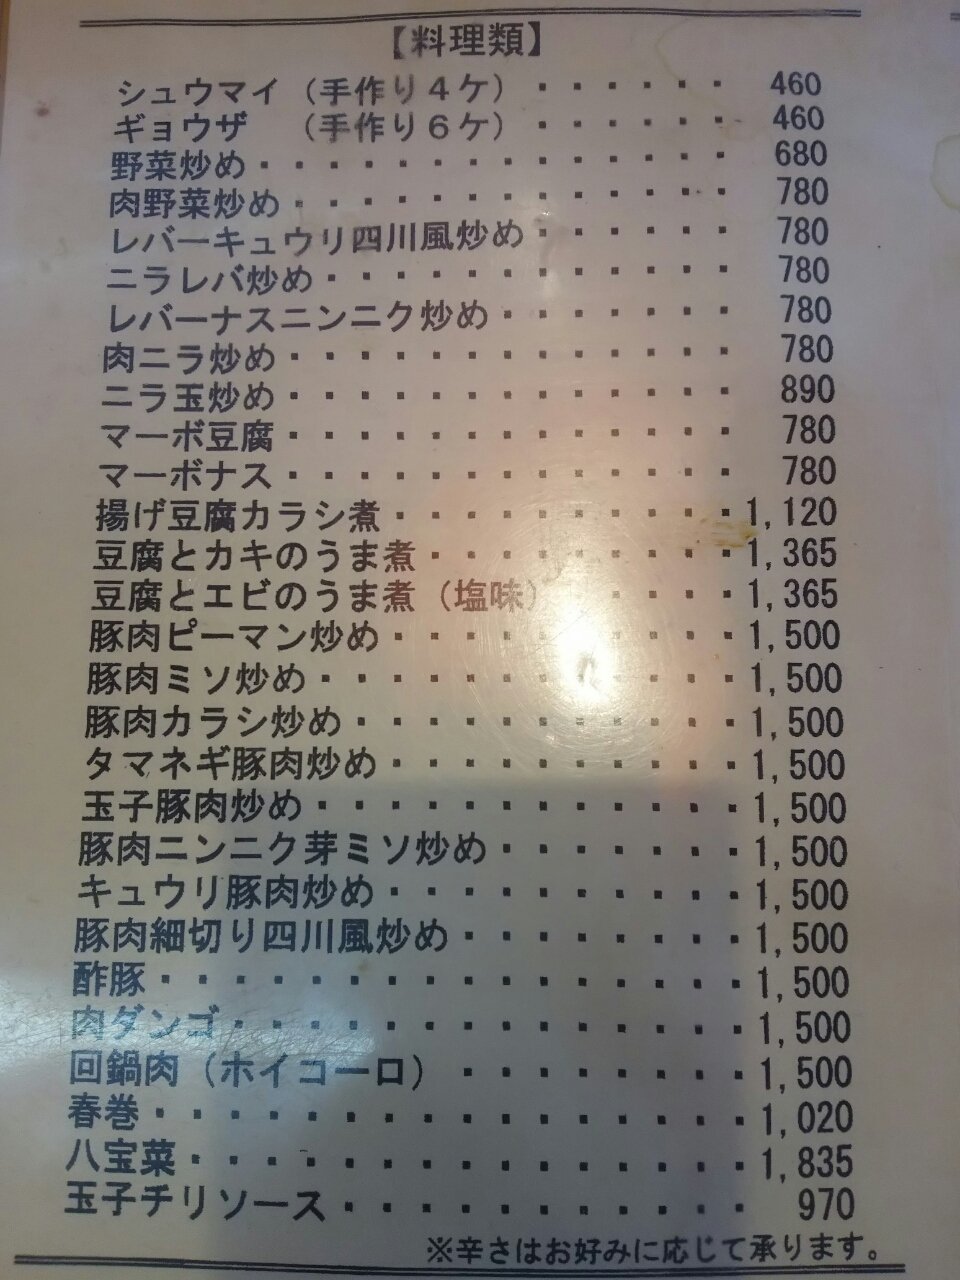 【料理類】
シュウマイ（手作り4ケ）・・・・・・460
ギョウザ　（手作り6ケ）・・・・・・460
野菜炒め・・・・・・・・・・・・・・680
肉野菜炒め・・・・・・・・・・・・・780
レバーキュウリ四川風炒め・・・・・・780
ニラレバ炒め・・・・・・・・・・・・780
レバーナスニンニク炒め・・・・・・・780
肉ニラ炒め・・・・・・・・・・・・・780
ニラ玉炒め・・・・・・・・・・・・・890
マーボ豆腐・・・・・・・・・・・・・780
マーボナス・・・・・・・・・・・・・780
揚げ豆腐カラシ煮・・・・・・・・・・1,120
豆腐とカキのうま煮・・・・・・・・・1,365
豆腐とエビのうま煮（塩味）・・・・・1,365
豚肉ピーマン炒め・・・・・・・・・・1,500
豚肉ミソ炒め・・・・・・・・・・・・1,500
豚肉カラシ炒め・・・・・・・・・・・1,500
タマネギ豚肉炒め・・・・・・・・・・1,500
玉子豚肉炒め・・・・・・・・・・・・1,500
豚肉ニンニク芽ミソ炒め・・・・・・・1,500
キュウリ豚肉炒め・・・・・・・・・・1,500
豚肉細切り四川風炒め・・・・・・・・1,500
酢豚・・・・・・・・・・・・・・・・1,500
肉ダンゴ・・・・・・・・・・・・・・1,500
回鍋肉（ホイコーロ）・・・・・・・・1,500
春巻・・・・・・・・・・・・・・・・1,020
八宝菜・・・・・・・・・・・・・・・1,835
玉子チリソース・・・・・・・・・・・970
※辛さはお好みに応じて承ります。